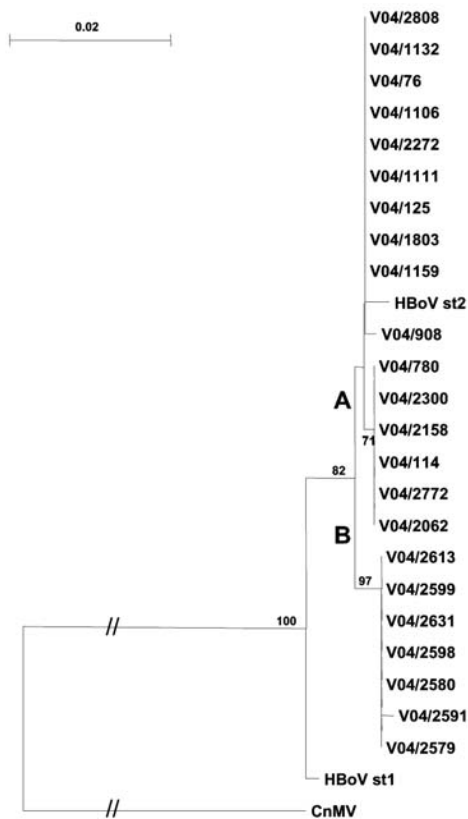 0.02
V04/2808
V04/1132
V04/76
V04/1106
V04/2272
V04/1111
V04/125
V04/1803
V04/1159
HBoV st2
V04/908
V04/780
A
V04/2300
V04/2158
71
V04/114
82
V04/2772
V04/2062
B
V04/2613
97
V04/2599
V04/2631
100
//
V04/2598
V04/2580
V04/2591
V04/2579
HBoV st1
//
CnMV